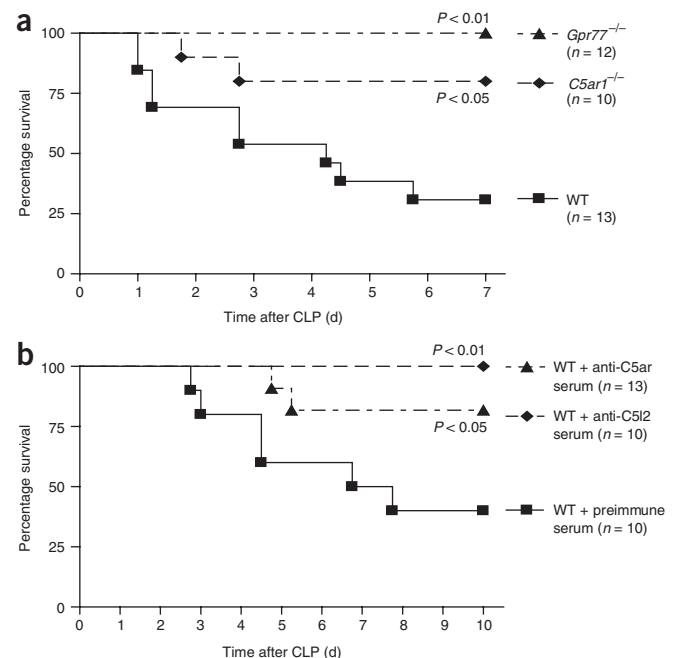 a
P < 0.01
100
75
50
25
0
Percentage survival
P < 0.05
0 1 2 3 4 5 6 7
Time after CLP (d)
Gpr77−/−
(n = 12)
C5ar1−/−
(n = 10)
WT
(n = 13)
b
P < 0.01
100
75
50
25
0
Percentage survival
P < 0.05
0 1 2 3 4 5 6 7 8 9 10
Time after CLP (d)
WT + anti-C5ar
serum (n = 13)
WT + anti-C5l2
serum (n = 10)
WT + preimmune
serum (n = 10)